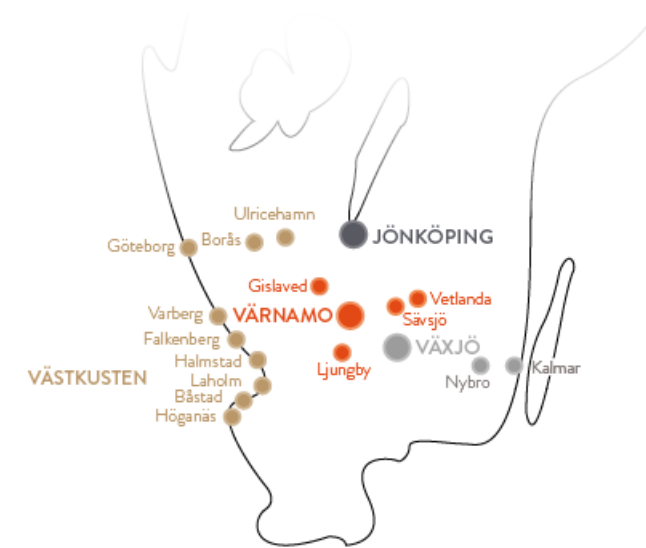 Ulricehamn
Göteborg
Borås
JÖNKÖPING
Gislaved
Vetlanda
Varberg
VÄRNAMO
Sävsjö
Falkenberg
VÄXJÖ
Halmstad
Ljungby
Kalmar
VÄSTKUSTEN
Laholm
Nybro
Båstad
Höganäs